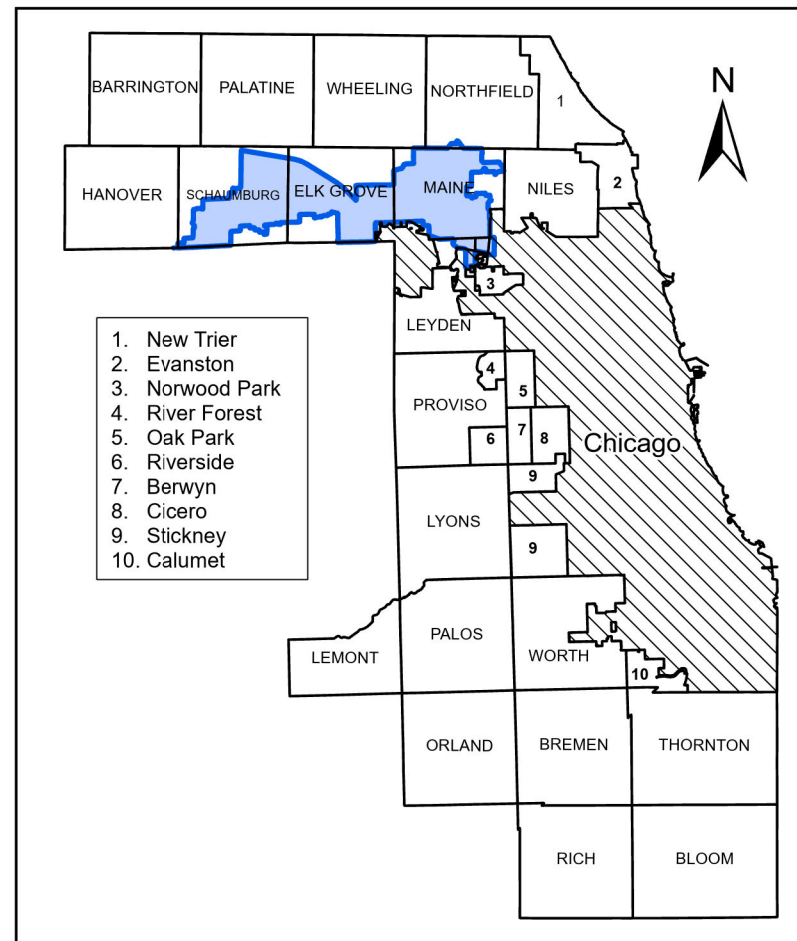 N
BARRINGTON
PALATINE
WHEELING
NORTHFIELD
1
HANOVER
SCHAUMBURG
ELK GROVE
MAINE
NILES
2
3
LEYDEN
1. New Trier
2. Evanston
3. Norwood Park
4. River Forest
5. Oak Park
6. Riverside
7. Berwyn
8. Cicero
9. Stickney
10. Calumet
4
PROVISO
5
6
7
8
Chicago
9
LYONS
9
PALOS
LEMONT
WORTH
10
ORLAND
BREMEN
THORNTON
RICH
BLOOM